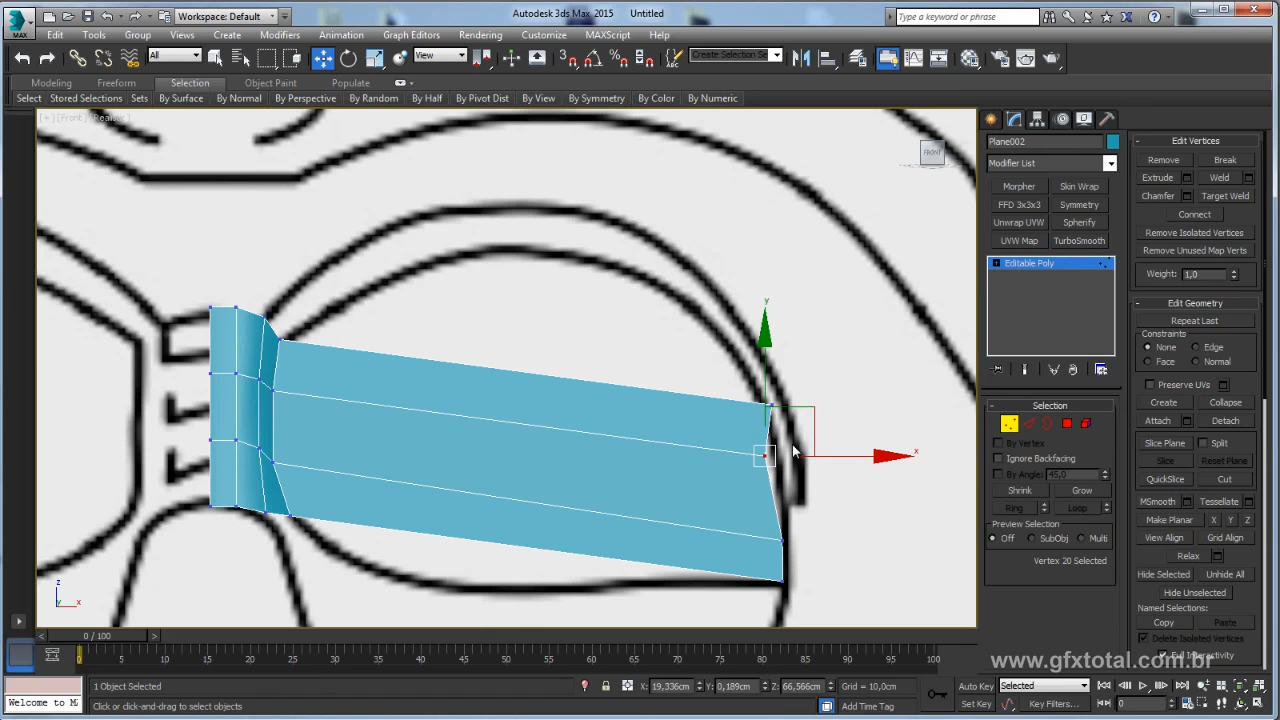 Workspace: Default
Autodesk 3ds Max 2015 Untitled
Type a keyword or phrase
MAX
Edit Tools Group Views Create Modifiers Animation Graph Editors Rendering Customize MAXScript Help
All
View
Create Selection Se
Modeling Freeform Selection Object Paint Populate
Select Stored Selections Sets By Surface By Normal By Perspective By Random By Half By Pivot Dist By View By Symmetry By Color By Numeric
[ + ] [Front]
FRONT
y
x
z
x
y
Plane002
Modifier List
Morpher Skin Wrap
FFD 3x3x3 Symmetry
Unwrap UVW Spherify
UVW Map TurboSmooth
Editable Poly
Selection
By Vertex
Ignore Backfacing
By Angle: 45,0
Shrink Grow
Ring Loop
Preview Selection
Off SubObj Multi
Vertex 20 Selected
Edit Vertices
Remove Break
Extrude Weld
Chamfer Target Weld
Connect
Remove Isolated Vertices
Remove Unused Map Verts
Weight: 1,0
Edit Geometry
Repeat Last
Constraints
None Edge
Face Normal
Preserve UVs
Create Collapse
Attach Detach
Slice Plane Split
Slice Reset Plane
QuickSlice Cut
MSmooth Tessellate
Make Planar X Y Z
View Align Grid Align
Relax
Hide Selected Unhide All
Hide Unselected
Named Selections:
Copy Paste
Delete Isolated Vertices
Full Interactivity
www.gfxtotal.com.br
< 0 / 100 >
0 5 10 15 20 25 30 35 40 45 50 55 60 65 70 75 80 85 90 95 100
1 Object Selected
X: 19,336cm Y: 0,189cm Z: 66,566cm Grid = 10,0cm
Auto Key Selected
Welcome to M
Click or click-and-drag to select objects
Add Time Tag
Set Key Key Filters... 0